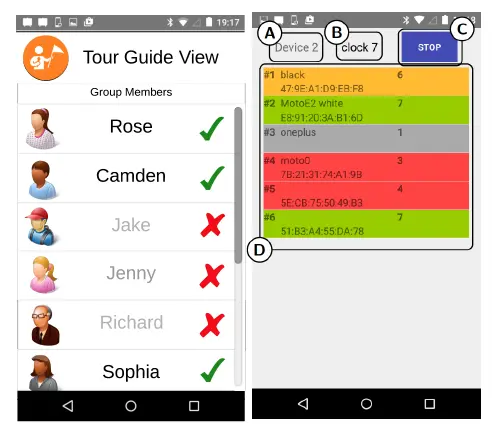 19:17
Tour Guide View
Group Members
Rose
Camden
Jake
Jenny
Richard
Sophia
A
B
C
Device 2
clock 7
STOP
#1 black 6
47:9E:A1:D9:EB:F8
#2 MotoE2 white 7
E8:91:2D:3A:B1:6D
#3 oneplus 1
#4 moto0 3
7B:21:31:74:A1:9B
#5 4
5E:CB:75:50:49:B3
#6 7
51:B3:A4:55:DA:78
D